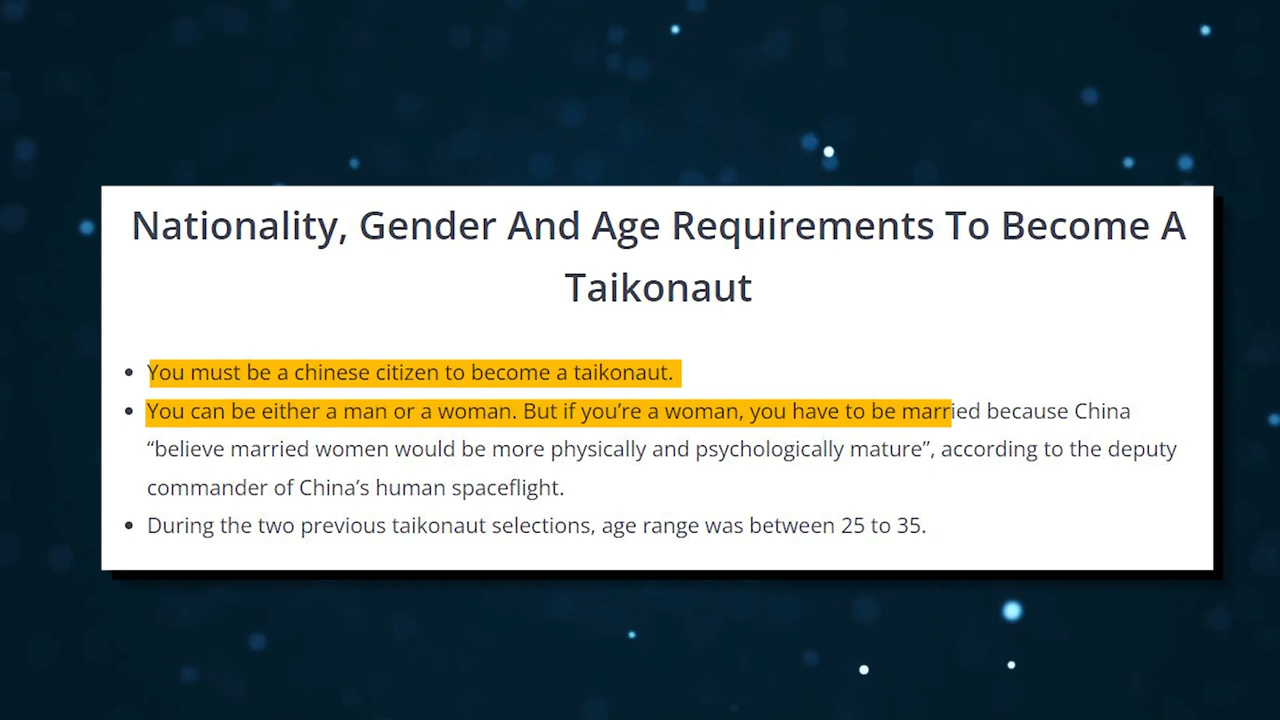 Nationality, Gender And Age Requirements To Become A
Taikonaut
• You must be a chinese citizen to become a taikonaut.
• You can be either a man or a woman. But if you’re a woman, you have to be married because China
“believe married women would be more physically and psychologically mature”, according to the deputy
commander of China’s human spaceflight.
• During the two previous taikonaut selections, age range was between 25 to 35.